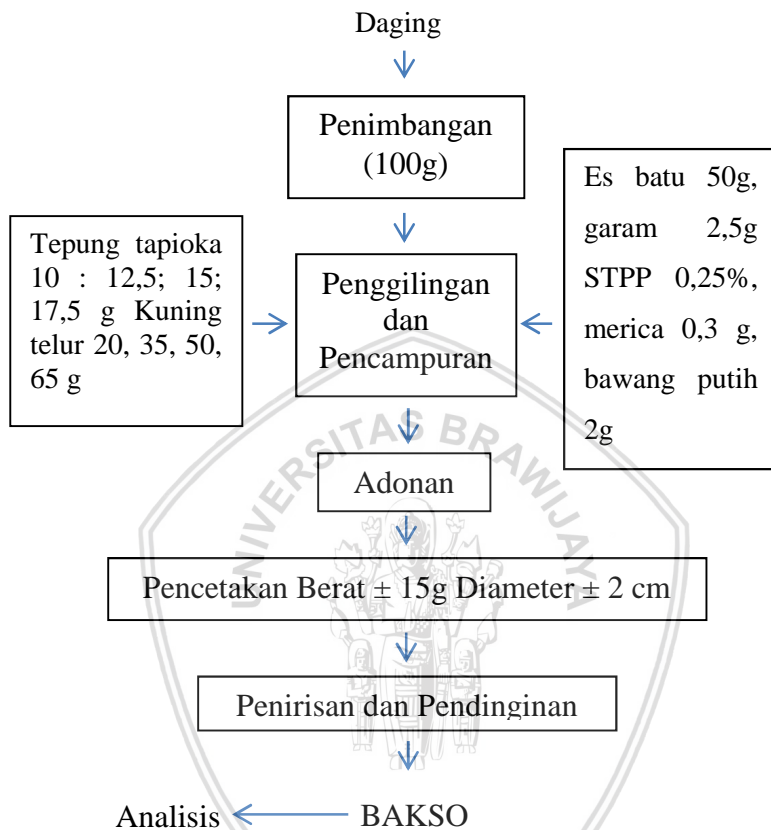 Daging
Penimbangan
(100g)
Tepung tapioka
10 : 12,5; 15;
17,5 g Kuning
telur 20, 35, 50,
65 g
Penggilingan
dan
Pencampuran
Es batu 50g,
garam 2,5g
STPP 0,25%,
merica 0,3 g,
bawang putih
2g
UNIVERSITAS BRAWIJAYA
Adonan
Pencetakan Berat ± 15g Diameter ± 2 cm
Penirisan dan Pendinginan
Analisis BAKSO